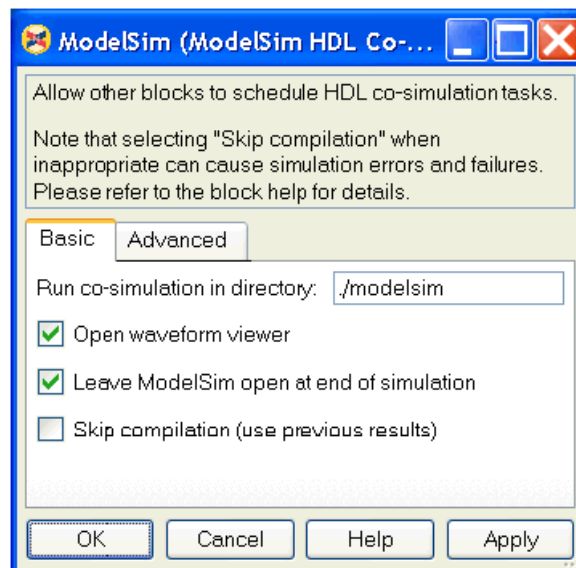 ModelSim (ModelSim HDL Co-...
Allow other blocks to schedule HDL co-simulation tasks.
Note that selecting "Skip compilation" when
inappropriate can cause simulation errors and failures.
Please refer to the block help for details.
Basic Advanced
Run co-simulation in directory: ./modelsim
Open waveform viewer
Leave ModelSim open at end of simulation
Skip compilation (use previous results)
OK Cancel Help Apply